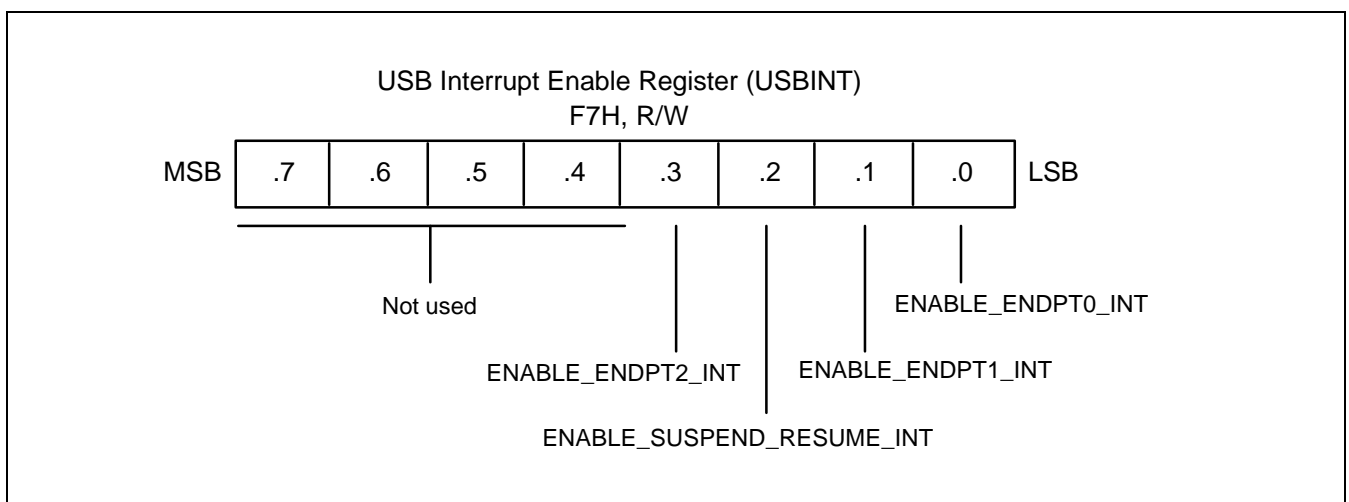 USB Interrupt Enable Register (USBINT)
F7H, R/W
MSB .7 .6 .5 .4 .3 .2 .1 .0 LSB
Not used
ENABLE_ENDPT0_INT
ENABLE_ENDPT2_INT ENABLE_ENDPT1_INT
ENABLE_SUSPEND_RESUME_INT